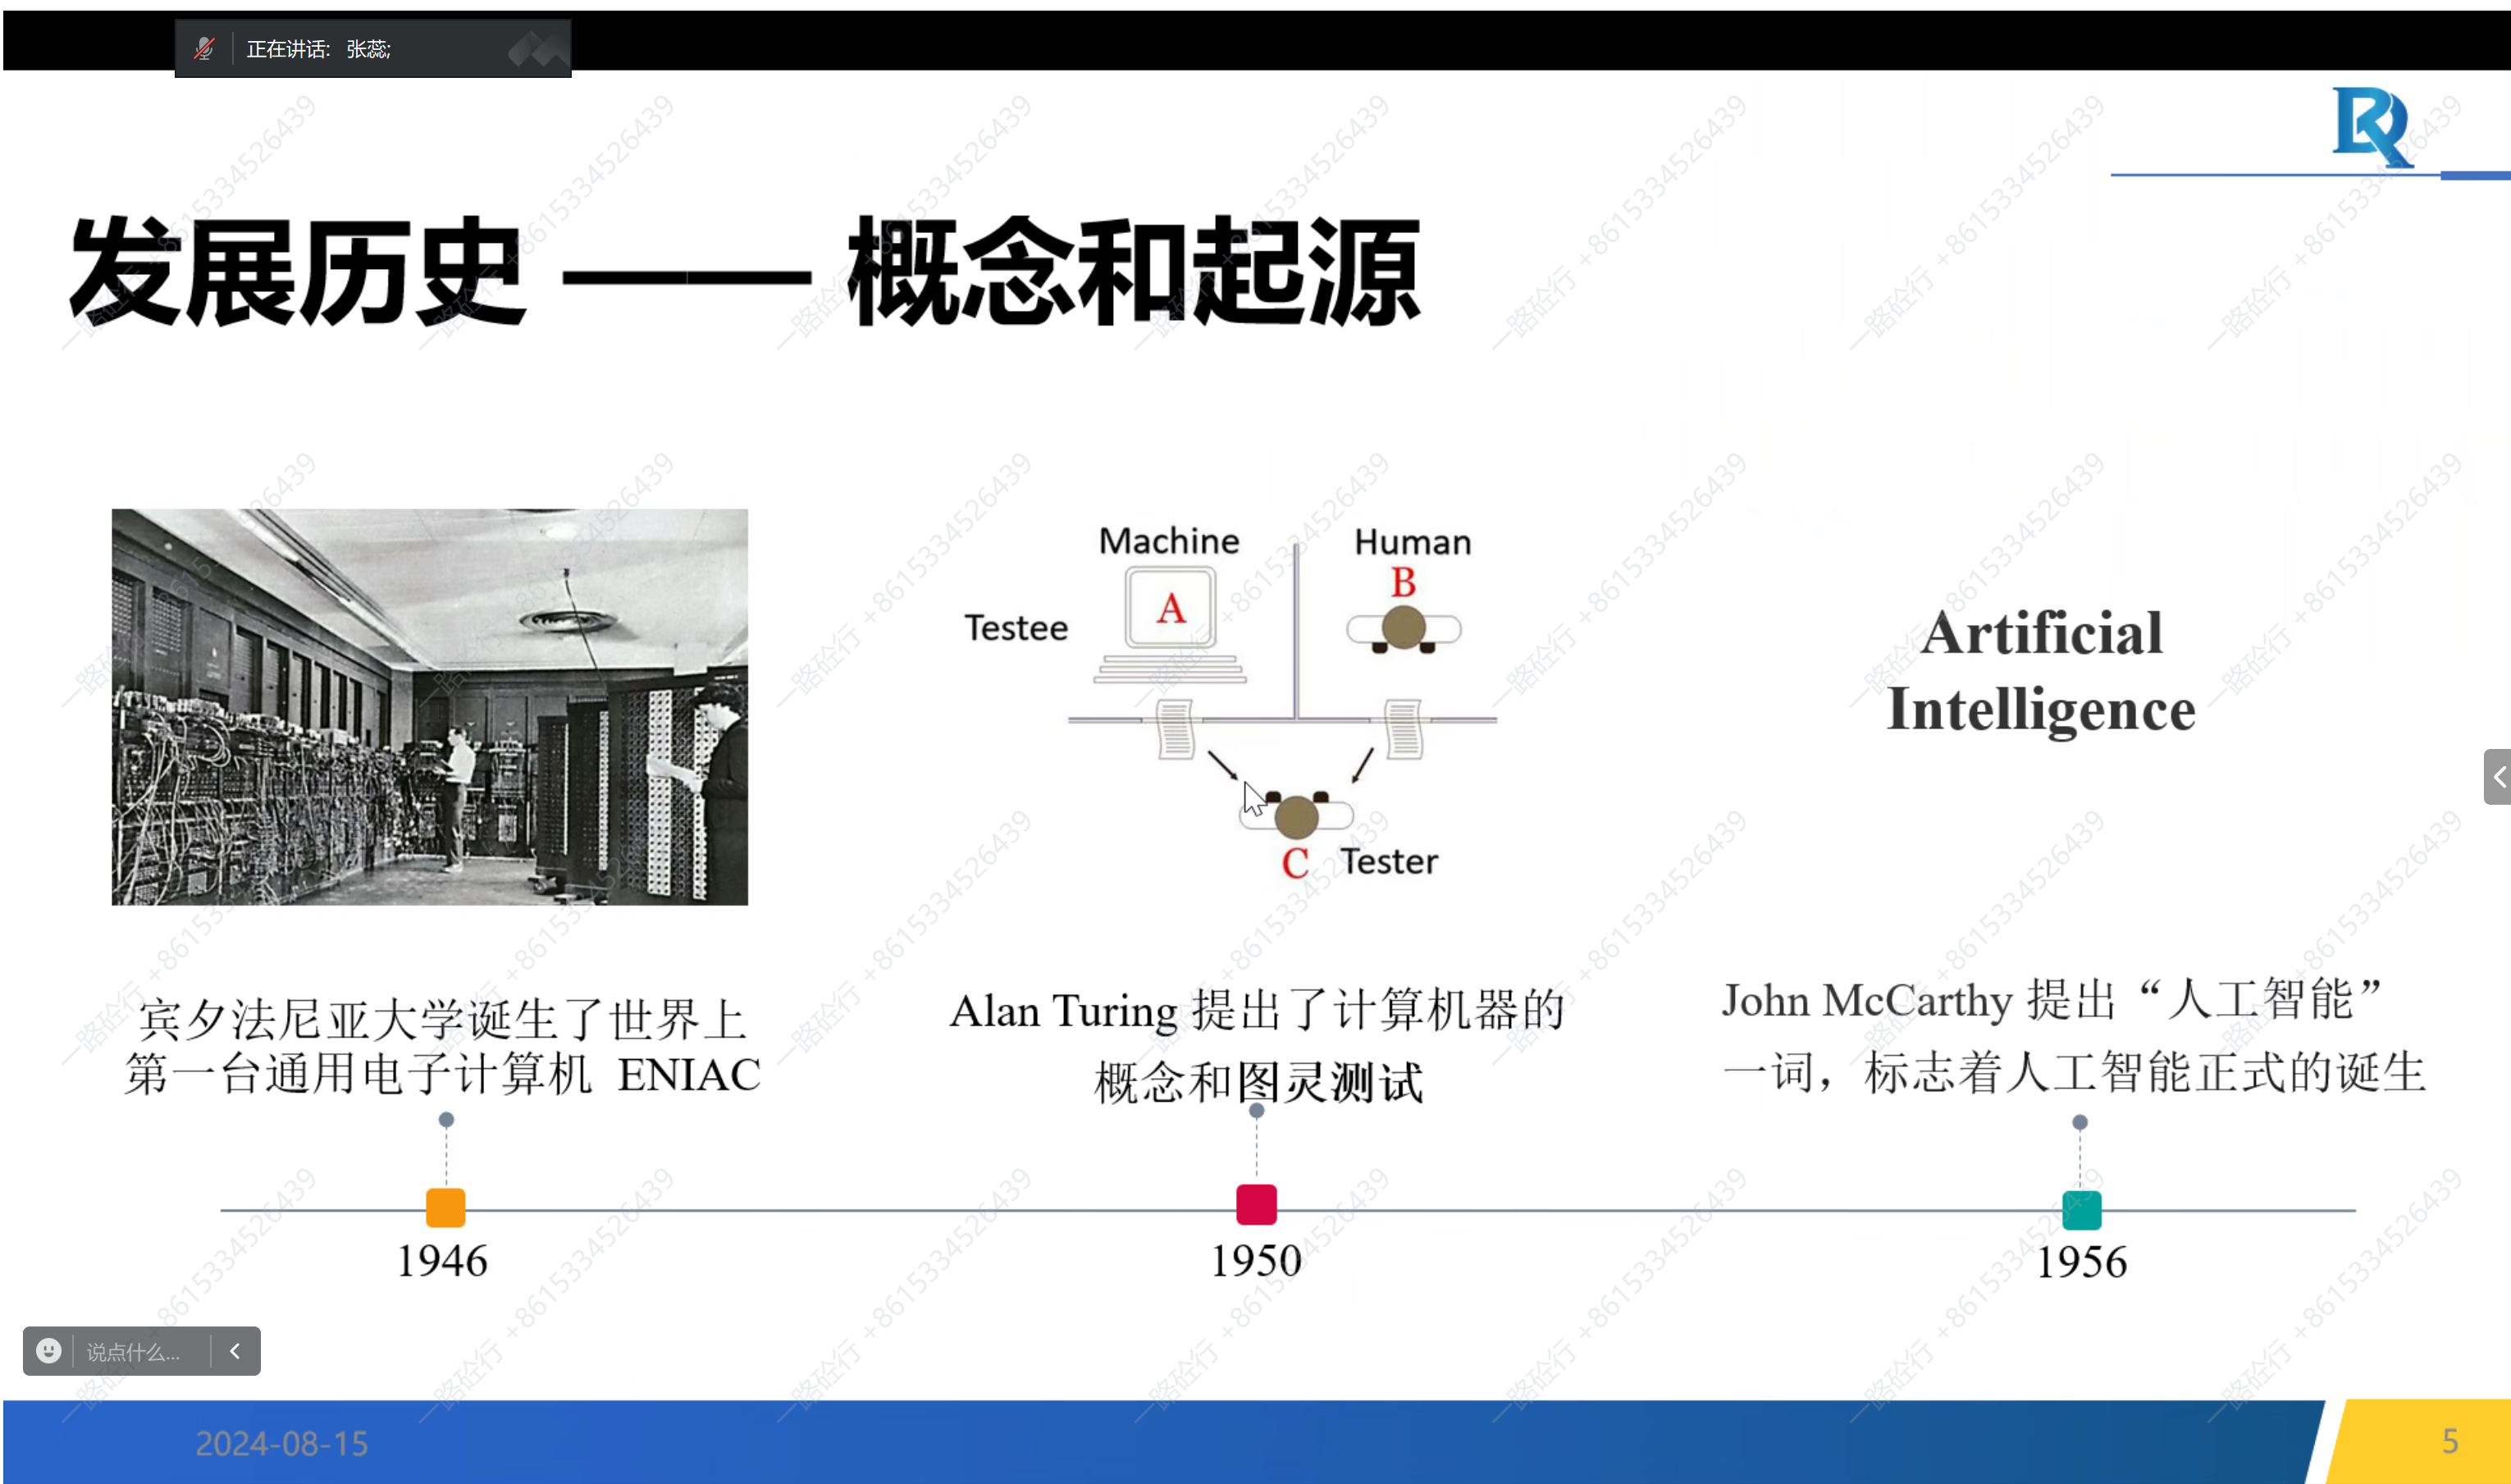 正在讲话: 张蕊;
发展历史 —— 概念和起源
Machine
Human
A
B
Testee
C
Tester
Artificial
Intelligence
宾夕法尼亚大学诞生了世界上
第一台通用电子计算机 ENIAC
Alan Turing 提出了计算机器的
概念和图灵测试
John McCarthy 提出“人工智能”
一词，标志着人工智能正式的诞生
1946
1950
1956
说点什么...
2024-08-15
5
一路砼行 +8615334526439